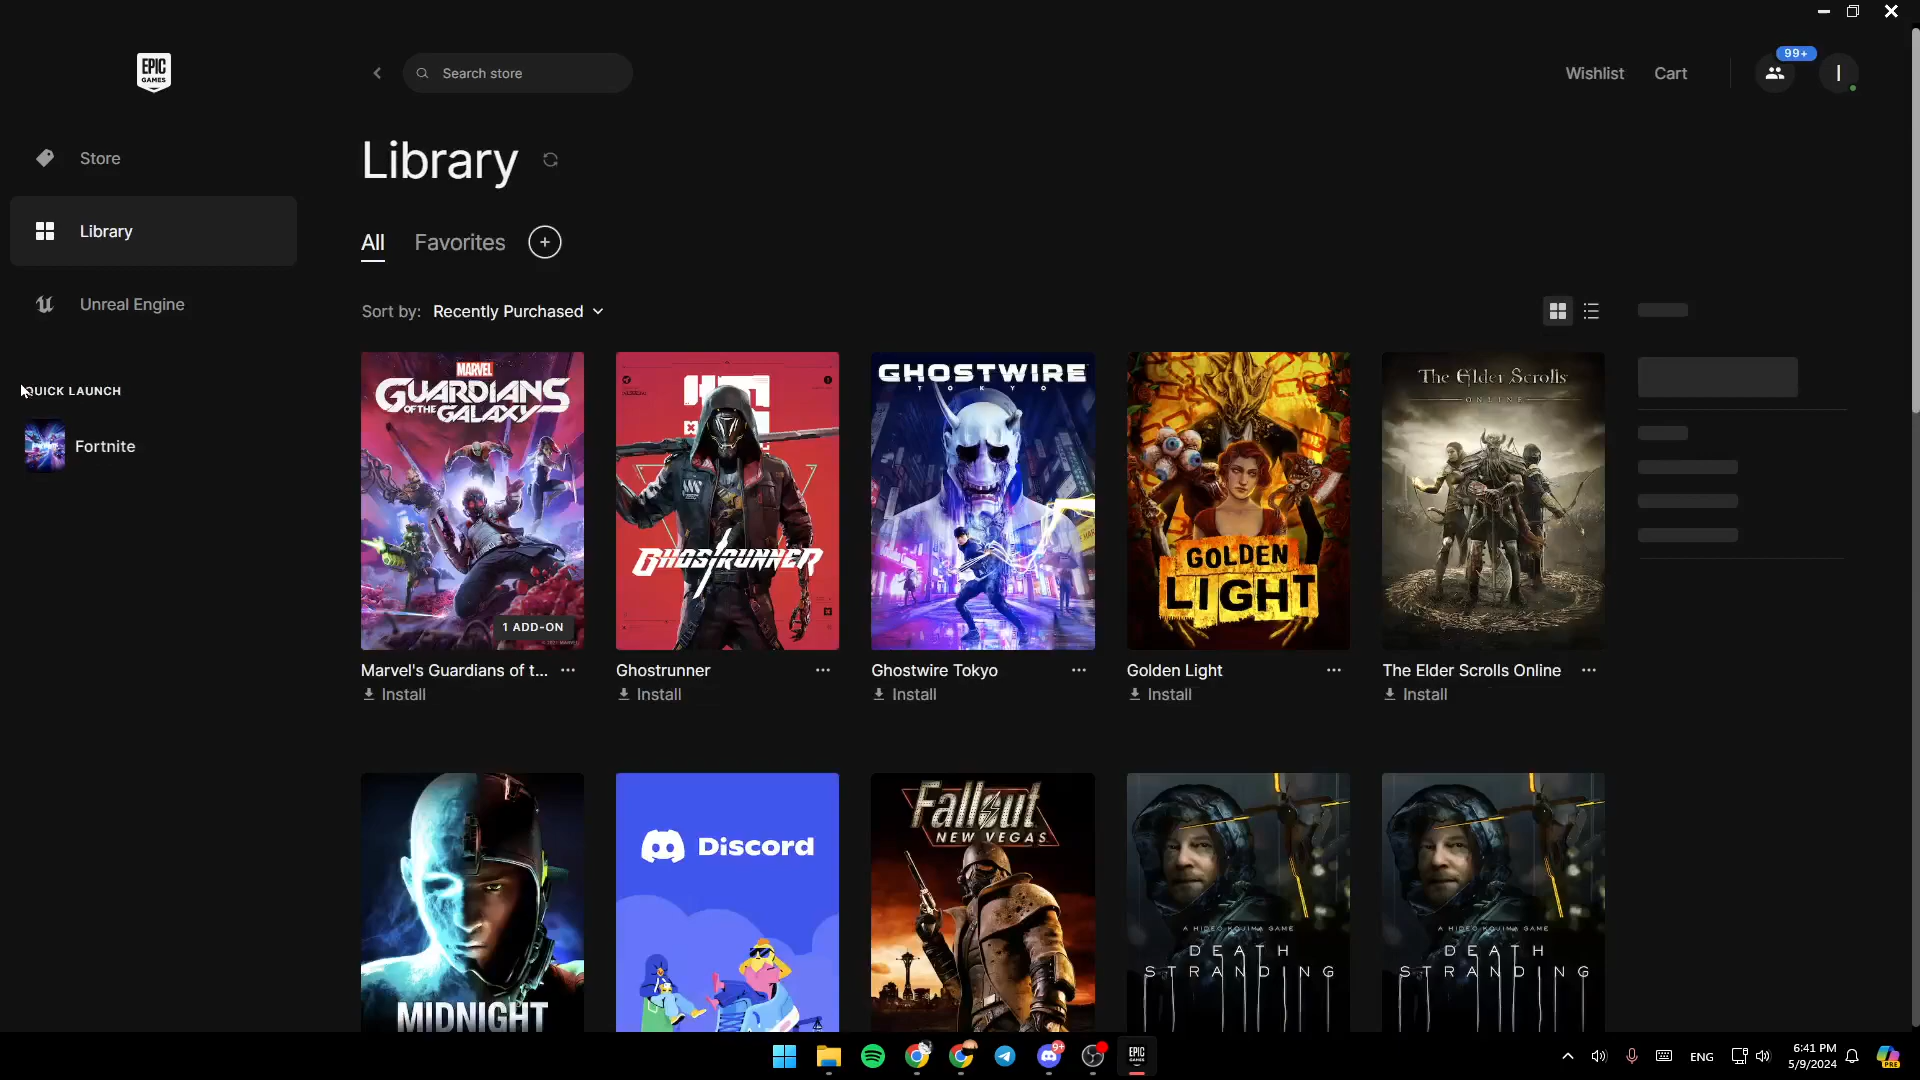 EPIC
GAMES
Search store
Wishlist
Cart
99+
Store
Library
Unreal Engine
QUICK LAUNCH
Fortnite
Library
All
Favorites
Sort by:
Recently Purchased
MARVEL
GUARDIANS
OF THE
GALAXY
1 ADD-ON
Marvel's Guardians of t...
Install
GHOSTRUNNER
Ghostrunner
Install
GHOSTWIRE
TOKYO
Ghostwire Tokyo
Install
GOLDEN
LIGHT
Golden Light
Install
The Elder Scrolls
ONLINE
The Elder Scrolls Online
Install
MIDNIGHT
Discord
Fallout
NEW VEGAS
A HIDEO KOJIMA GAME
DEATH
STRANDING
A HIDEO KOJIMA GAME
DEATH
STRANDING
9+
EPIC
GAMES
ENG
6:41 PM
5/9/2024
PRE